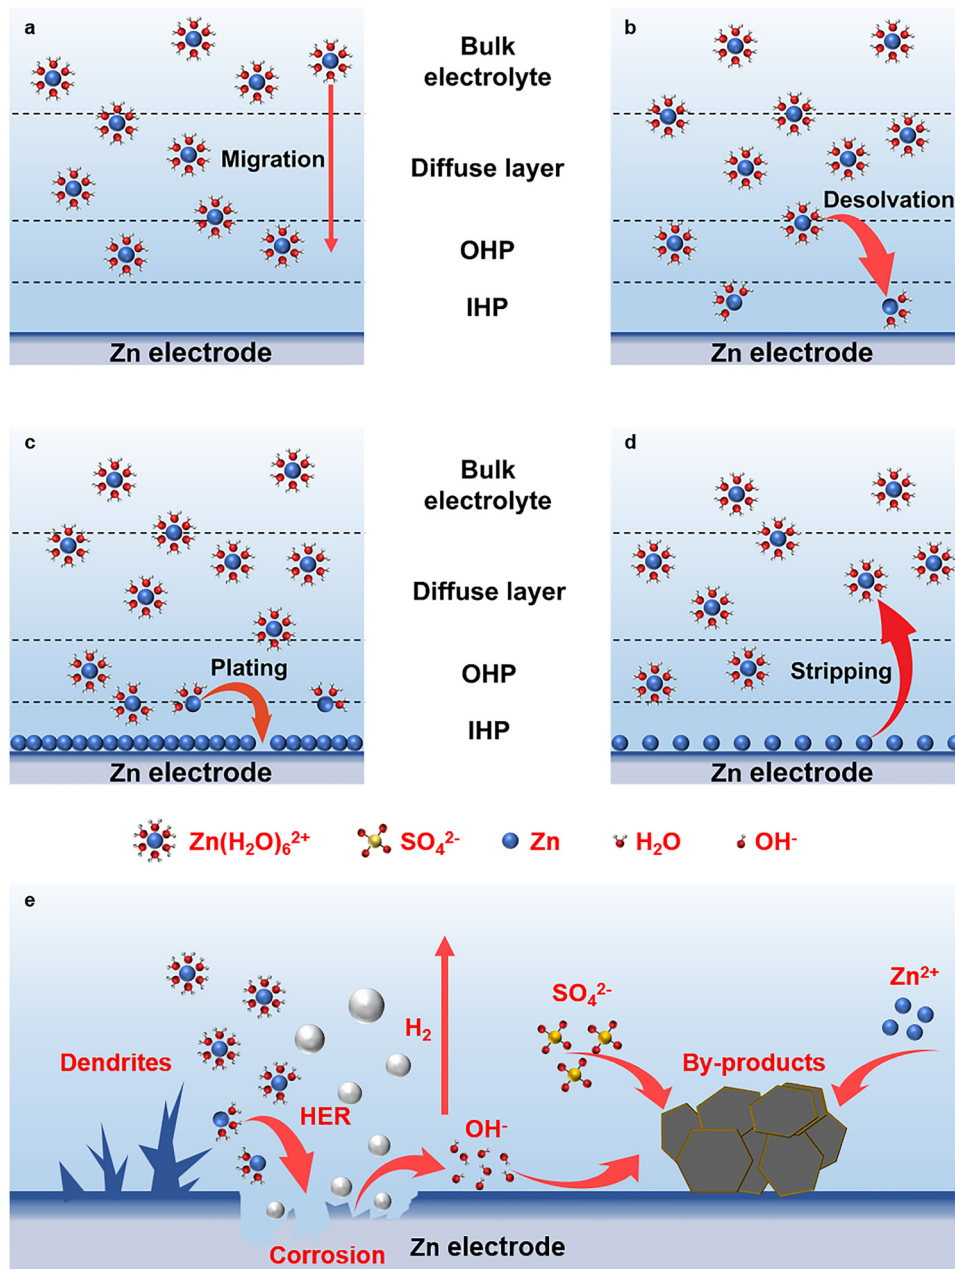 a
Bulk
electrolyte
Migration
Diffuse layer
OHP
IHP
Zn electrode
b
Desolvation
Zn electrode
c
Bulk
electrolyte
Diffuse layer
Plating
OHP
IHP
Zn electrode
d
Stripping
Zn electrode
Zn(H₂O)₆²⁺
SO₄²⁻
Zn
H₂O
OH⁻
e
Zn²⁺
SO₄²⁻
H₂
Dendrites
By-products
HER
OH⁻
Corrosion
Zn electrode